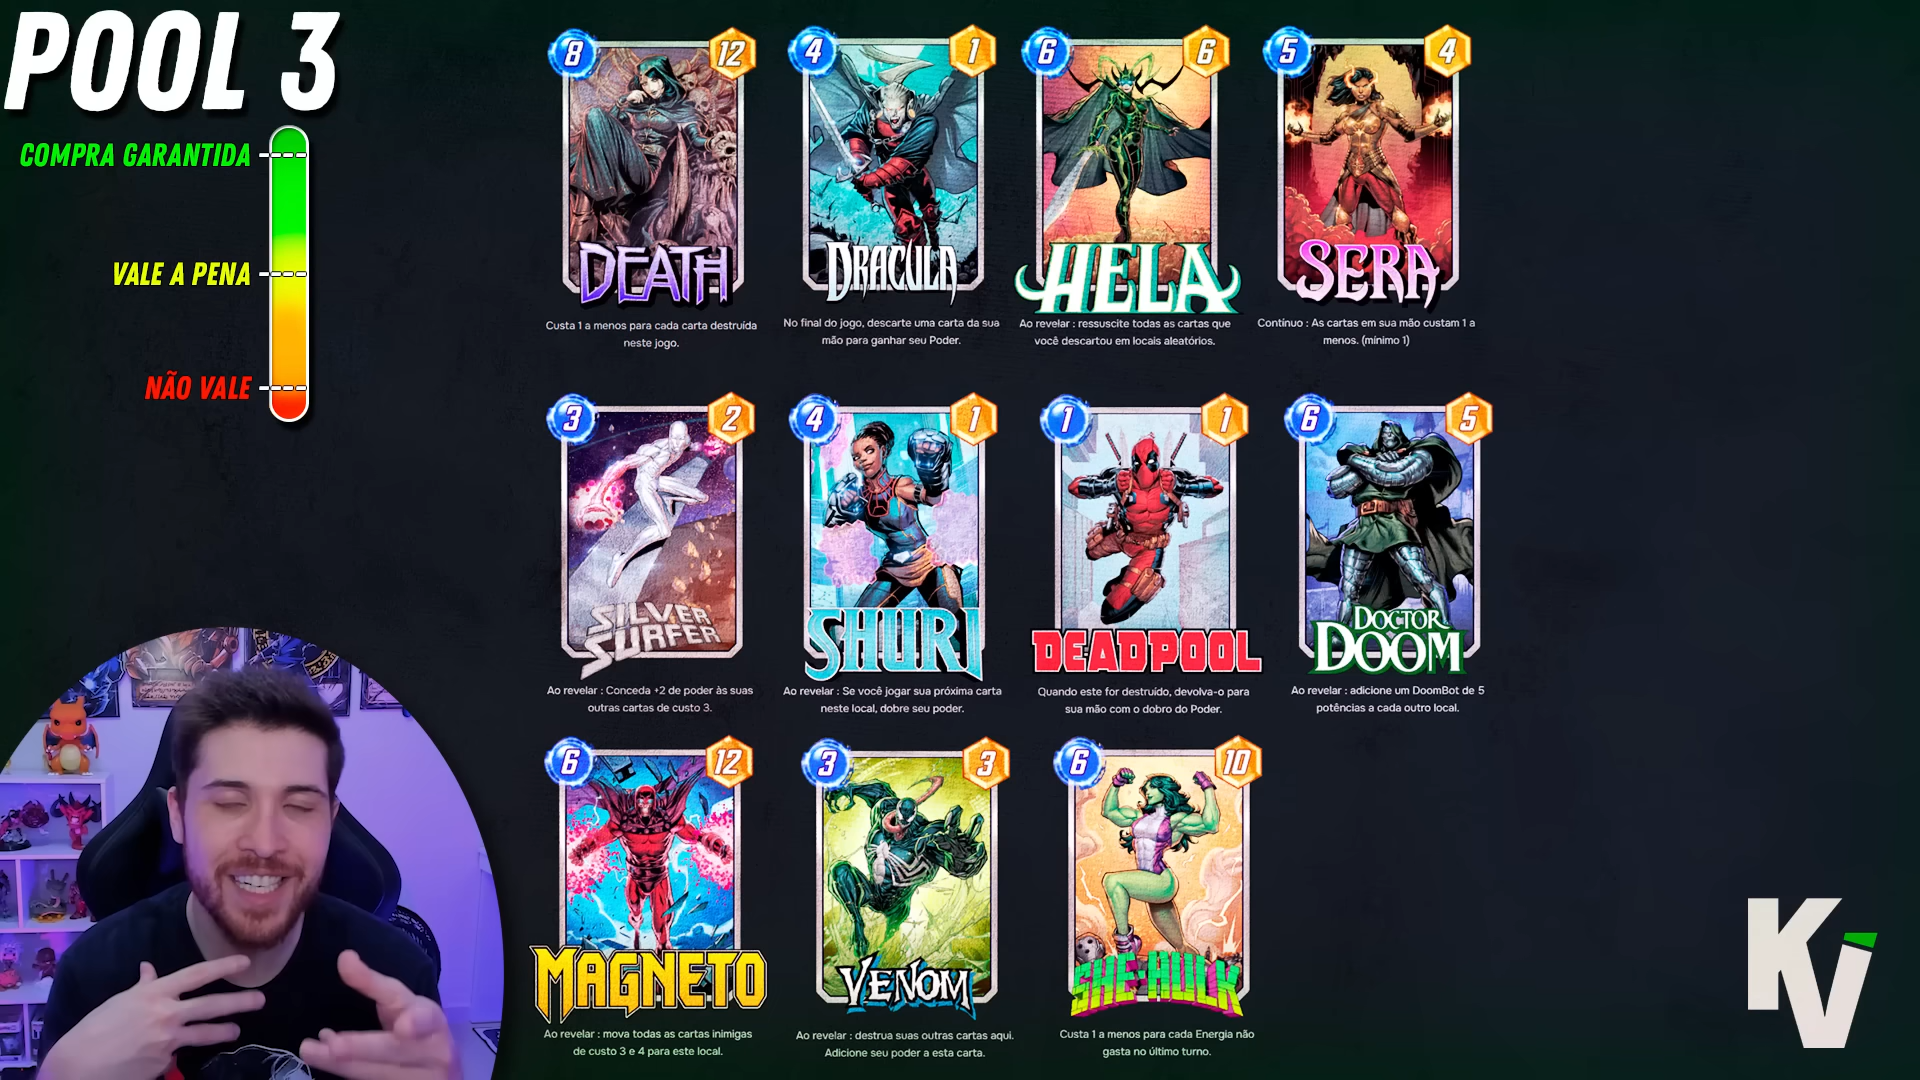 POOL 3
COMPRA GARANTIDA
VALE A PENA
NÃO VALE
8 12
DEATH
Custa 1 a menos para cada carta destruída
neste jogo.
4 1
DRACULA
No final do jogo, descarte uma carta da sua
mão para ganhar seu Poder.
6 6
HELA
Ao revelar : ressuscite todas as cartas que
você descartou em locais aleatórios.
5 4
SERA
Contínuo : As cartas em sua mão custam 1 a
menos. (mínimo 1)
3 2
SILVER
SURFER
Ao revelar : Conceda +2 de poder às suas
outras cartas de custo 3.
4 1
SHURI
Ao revelar : Se você jogar sua próxima carta
neste local, dobre seu poder.
1 1
DEADPOOL
Quando este for destruído, devolva-o para
sua mão com o dobro do Poder.
6 5
DOCTOR
DOOM
Ao revelar : adicione um DoomBot de 5
potências a cada outro local.
6 12
MAGNETO
Ao revelar : mova todas as cartas inimigas
de custo 3 e 4 para este local.
3 3
VENOM
Ao revelar : destrua suas outras cartas aqui.
Adicione seu poder a esta carta.
6 10
SHE-HULK
Custa 1 a menos para cada Energia não
gasta no último turno.
KV